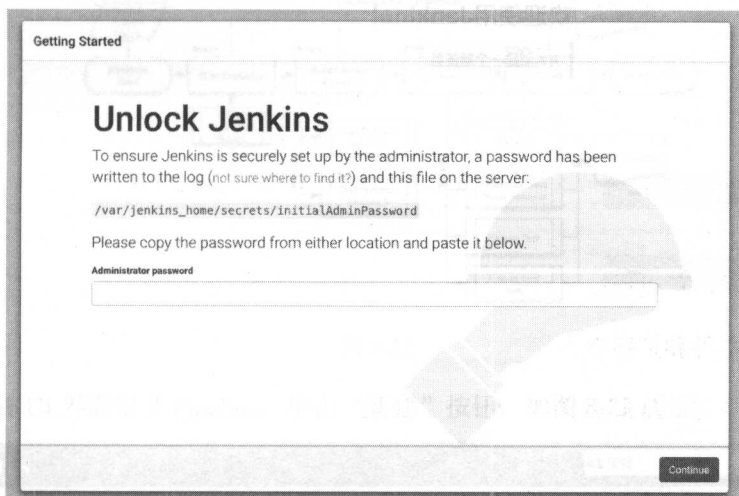 Getting Started
Unlock Jenkins
To ensure Jenkins is securely set up by the administrator, a password has been
written to the log (not sure where to find it?) and this file on the server:
/var/jenkins_home/secrets/initialAdminPassword
Please copy the password from either location and paste it below.
Administrator password
Continue